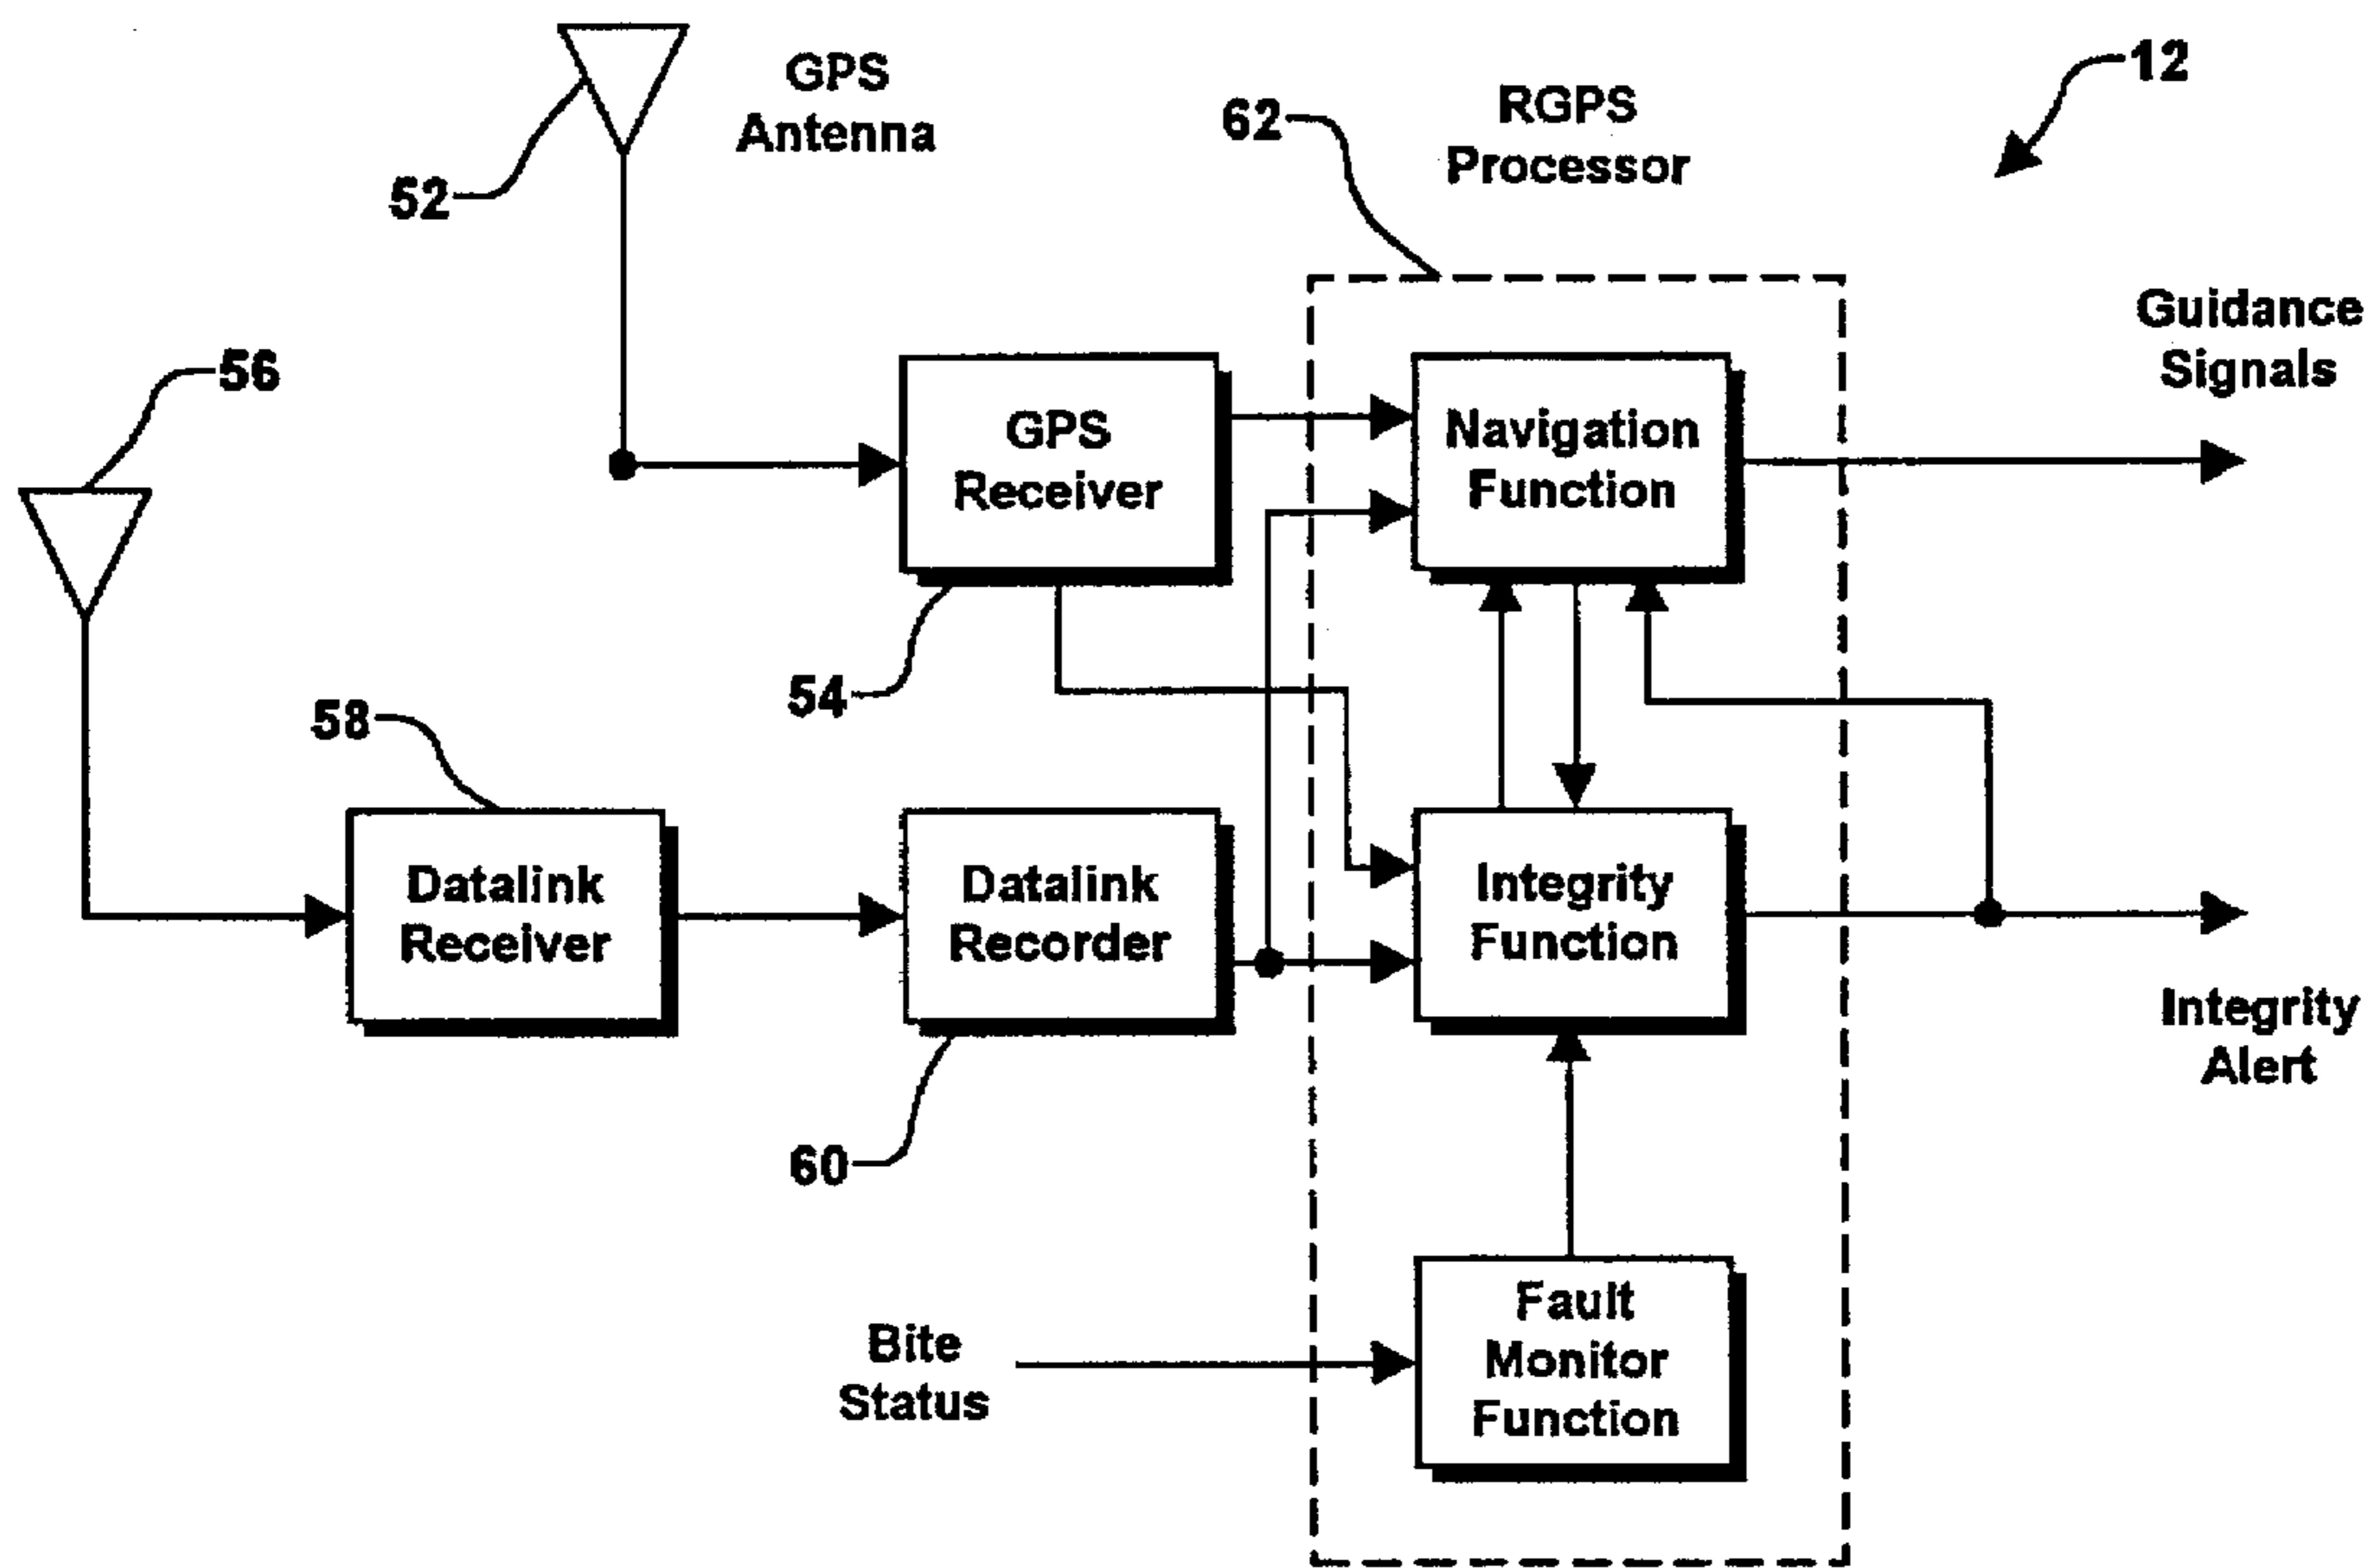 GPS
Antenna
52
12
62
RGPS
Processor
Guidance
Signals
56
GPS
Receiver
54
Navigation
Function
58
Datalink
Receiver
Datalink
Recorder
60
Integrity
Function
Integrity
Alert
Bite
Status
Fault
Monitor
Function